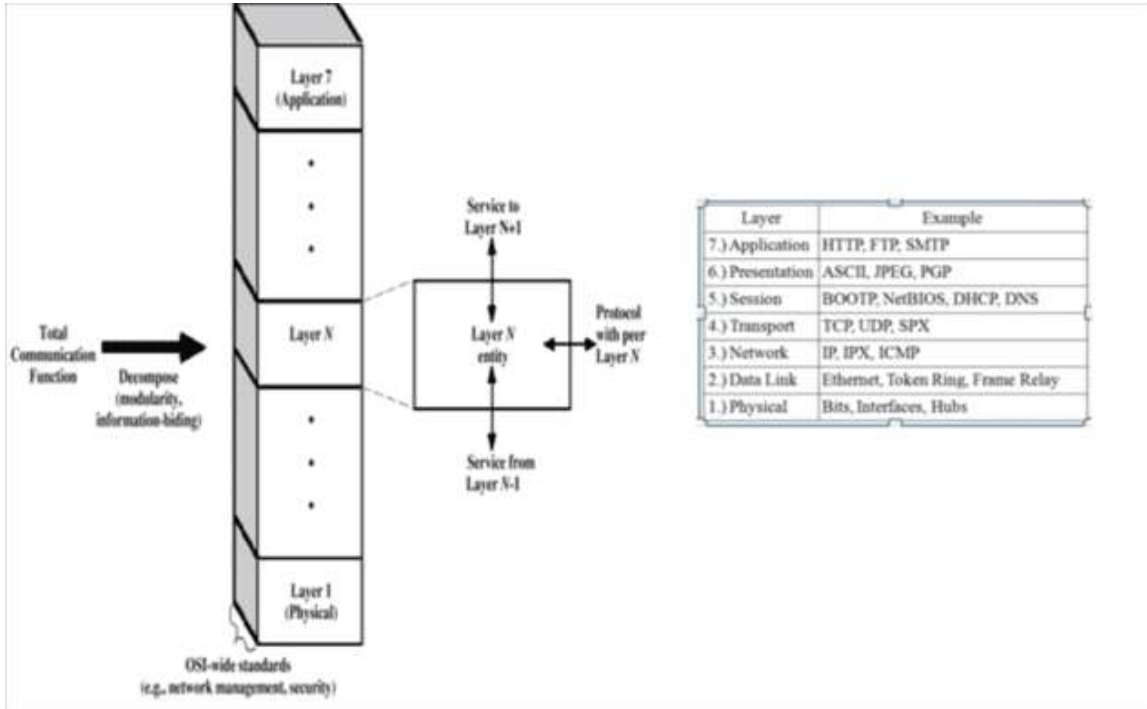 Layer 7
(Application)
Service to
Layer N+1
Total
Communication
Function
Decompose
(modularity,
information-hiding)
Layer N
Layer N
entity
Protocol
with peer
Layer N
Service from
Layer N-1
Layer 1
(Physical)
OSI-wide standards
(e.g., network management, security)
Layer Example
7.) Application HTTP, FTP, SMTP
6.) Presentation ASCII, JPEG, PGP
5.) Session BOOTP, NetBIOS, DHCP, DNS
4.) Transport TCP, UDP, SPX
3.) Network IP, IPX, ICMP
2.) Data Link Ethernet, Token Ring, Frame Relay
1.) Physical Bits, Interfaces, Hubs